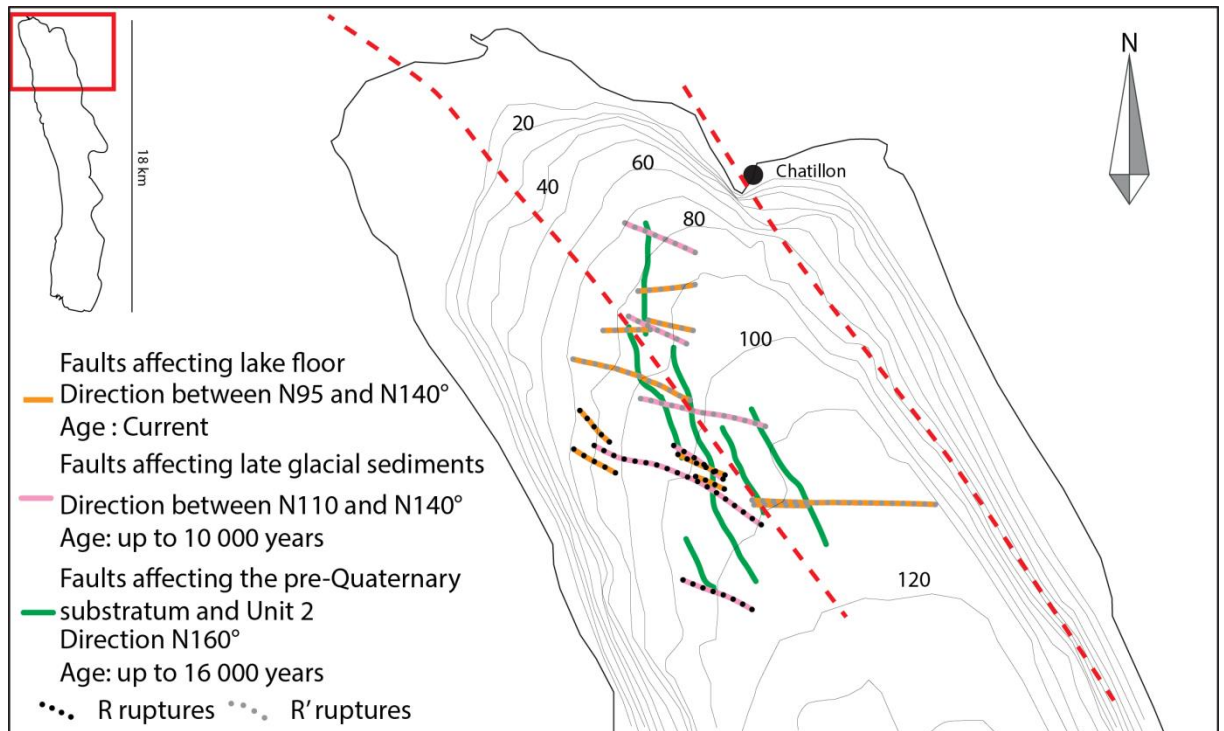 18 km
N
20
40
60
80
100
120
Chatillon
Faults affecting lake floor
Direction between N95 and N140°
Age : Current
Faults affecting late glacial sediments
Direction between N110 and N140°
Age: up to 10 000 years
Faults affecting the pre-Quaternary
substratum and Unit 2
Direction N160°
Age: up to 16 000 years
R ruptures R' ruptures